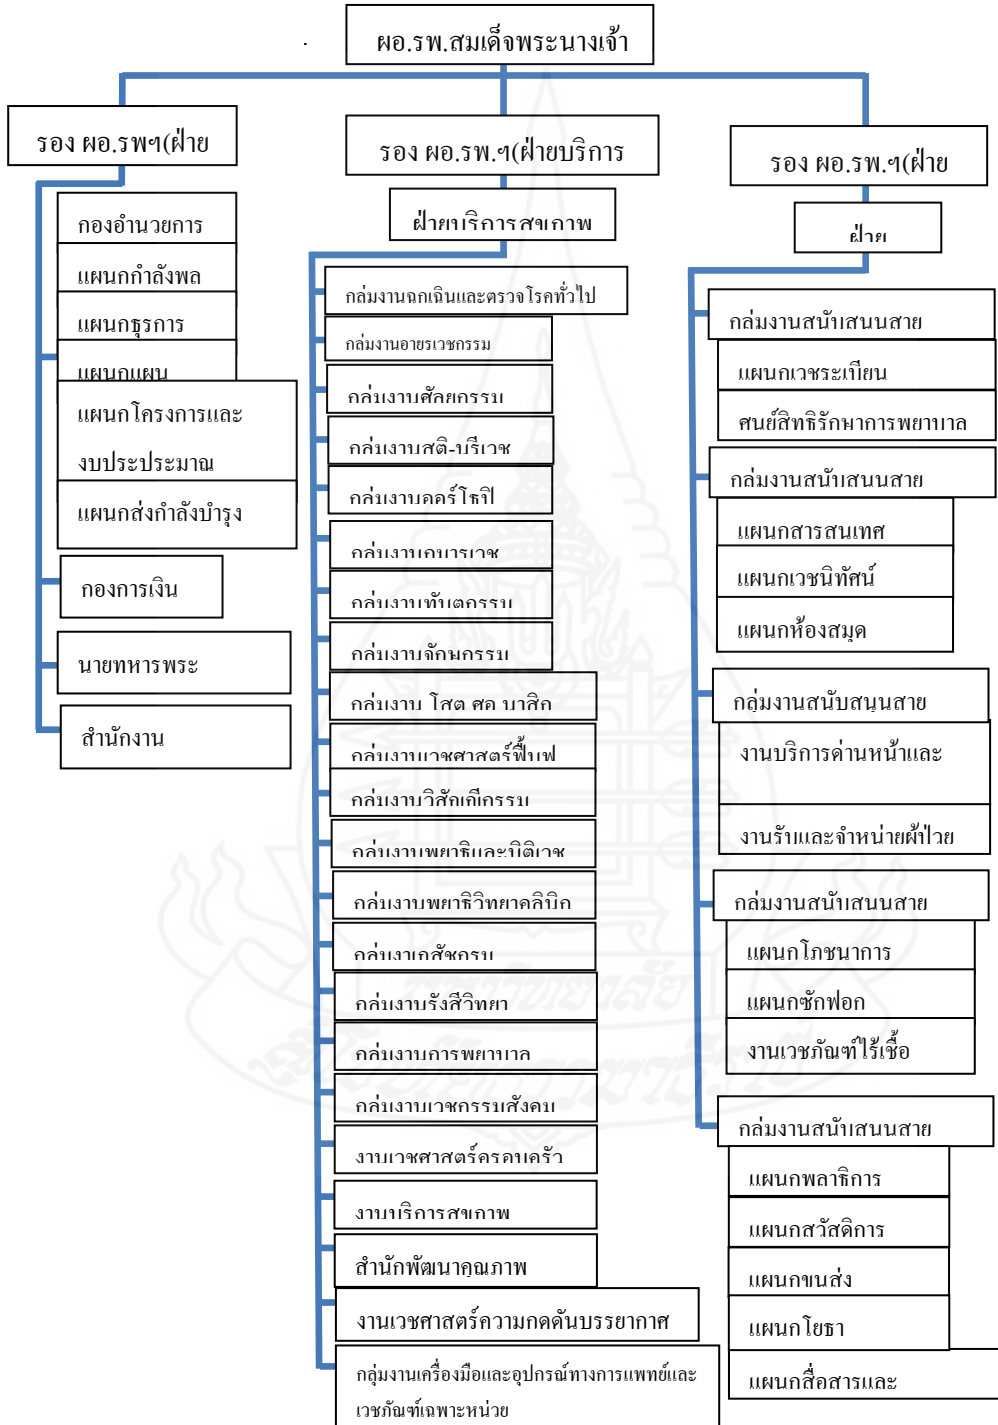 ผอ.รพ.สมเด็จพระนางเจ้า
รอง ผอ.รพฯ(ฝ่าย
กองอำนวยการ
แผนกกำลังพล
แผนกธุรการ
แผนกแผน
แผนกโครงการและ
งบประประมาณ
แผนกส่งกำลังบำรุง
กองการเงิน
นายทหารพระ
สำนักงาน
รอง ผอ.รพ.ฯ(ฝ่ายบริการ
ฝ่ายบริการสุขภาพ
กลุ่มงานฉุกเฉินและตรวจโรคทั่วไป
กลุ่มงานอายุรเวชกรรม
กลุ่มงานศัลยกรรม
กลุ่มงานสูติ-นรีเวช
กลุ่มงานออร์โธปิ
กลุ่มงานกุมารเวช
กลุ่มงานทันตกรรม
กลุ่มงานจักษุกรรม
กลุ่มงาน โสต ศอ นาสิก
กลุ่มงานเวชศาสตร์ฟื้นฟู
กลุ่มงานวิสัญญีกรรม
กลุ่มงานพยาธิและนิติเวช
กลุ่มงานพยาธิวิทยาคลินิก
กลุ่มงาเภสัชกรม
กลุ่มงานรังสีวิทยา
กลุ่มงานการพยาบาล
กลุ่มงานเวชกรรมสังคม
งานเวชศาสตร์ครอบครัว
งานบริการสุขภาพ
สำนักพัฒนาคุณภาพ
งานเวชศาสตร์ความกดดันบรรยากาศ
กลุ่มงานเครื่องมือและอุปกรณ์ทางการแพทย์และ
เวชภัณฑ์เฉพาะหน่วย
รอง ผอ.รพ.ฯ(ฝ่าย
ฝ่าย
กลุ่มงานสนับสนุนสาย
แผนกเวชระเบียน
ศูนย์สิทธิรักษาการพยาบาล
กลุ่มงานสนับสนุนสาย
แผนกสารสนเทศ
แผนกเวชนิทัศน์
แผนกห้องสมุด
กลุ่มงานสนับสนุนสาย
งานบริการด่านหน้าและ
งานรับและจำหน่ายผู้ป่วย
กลุ่มงานสนับสนุนสาย
แผนกโภชนาการ
แผนกซักฟอก
งานเวชภัณฑ์ไร้เชื้อ
กลุ่มงานสนับสนุนสาย
แผนกพลาธิการ
แผนกสวัสดิการ
แผนกขนส่ง
แผนกโยธา
แผนกสื่อสารและ